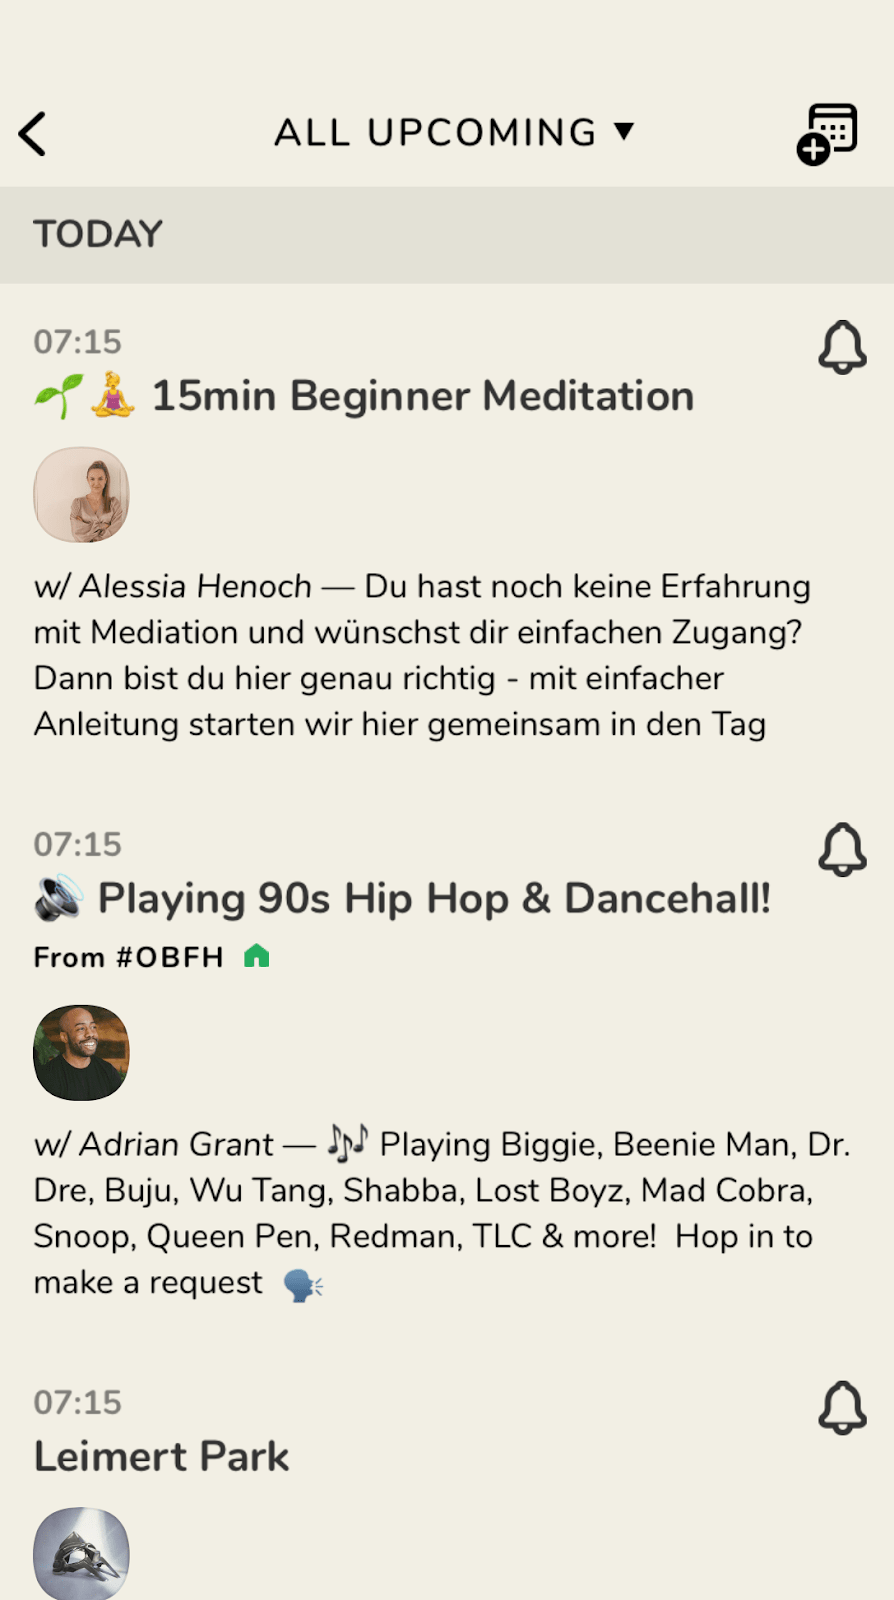 ALL UPCOMING ▼
TODAY
07:15
🌱🧘‍♀️ 15min Beginner Meditation
w/ Alessia Henoch — Du hast noch keine Erfahrung
mit Mediation und wünschst dir einfachen Zugang?
Dann bist du hier genau richtig - mit einfacher
Anleitung starten wir hier gemeinsam in den Tag
07:15
🔊 Playing 90s Hip Hop & Dancehall!
From #OBFH
w/ Adrian Grant — 🎶 Playing Biggie, Beenie Man, Dr.
Dre, Buju, Wu Tang, Shabba, Lost Boyz, Mad Cobra,
Snoop, Queen Pen, Redman, TLC & more!  Hop in to
make a request 🗣️
07:15
Leimert Park